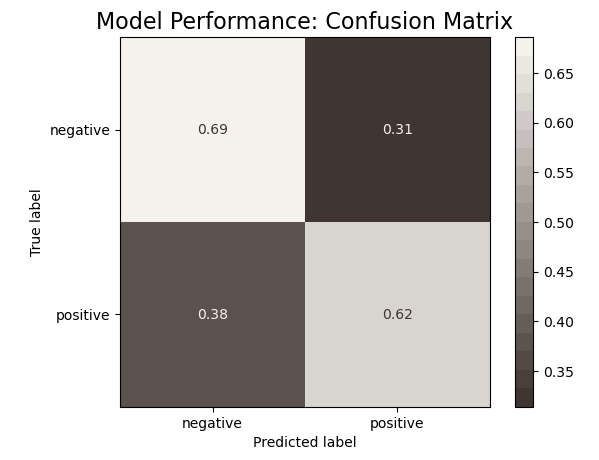 Model Performance: Confusion Matrix
negative
0.69
0.31
0.65
0.60
0.55
0.50
0.45
0.40
0.35
True label
positive
0.38
0.62
negative
positive
Predicted label